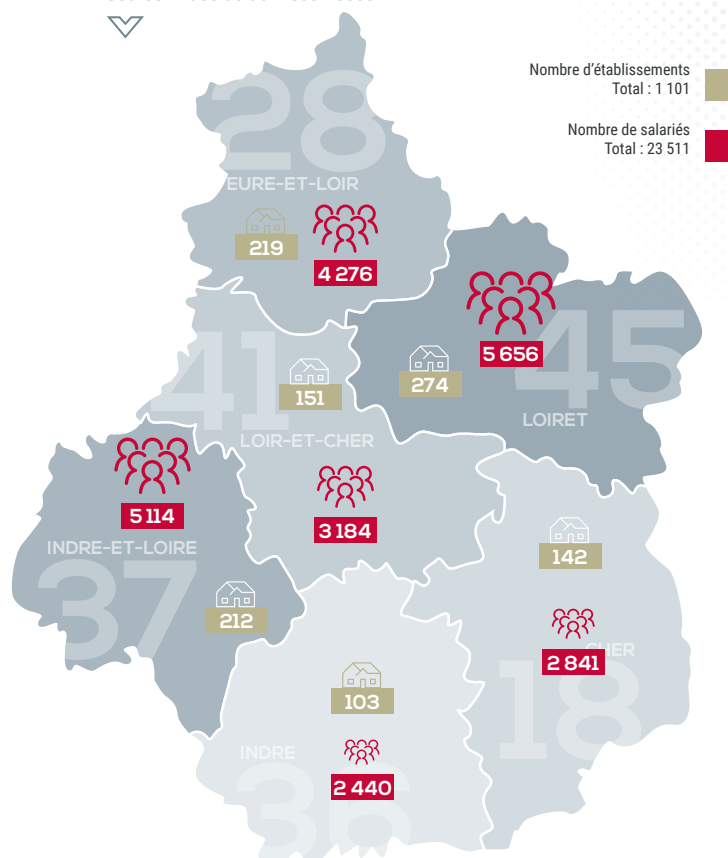 Nombre d'établissements
Total : 1 101
Nombre de salariés
Total : 23 511
28
EURE-ET-LOIR
219
4 276
45
5 656
274
LOIRET
41
151
LOIR-ET-CHER
3 184
5 114
INDRE-ET-LOIRE
37
212
142
CHER
2 841
18
103
INDRE
2 440
36